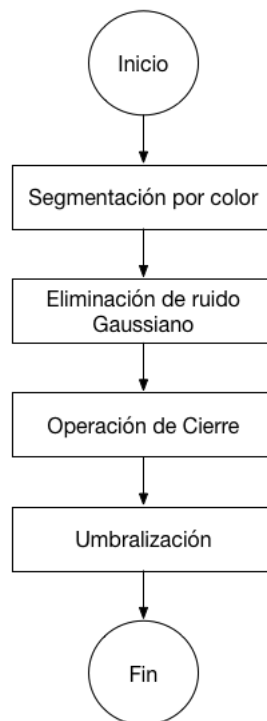 Inicio
Segmentación por color
Eliminación de ruido
Gaussiano
Operación de Cierre
Umbralización
Fin